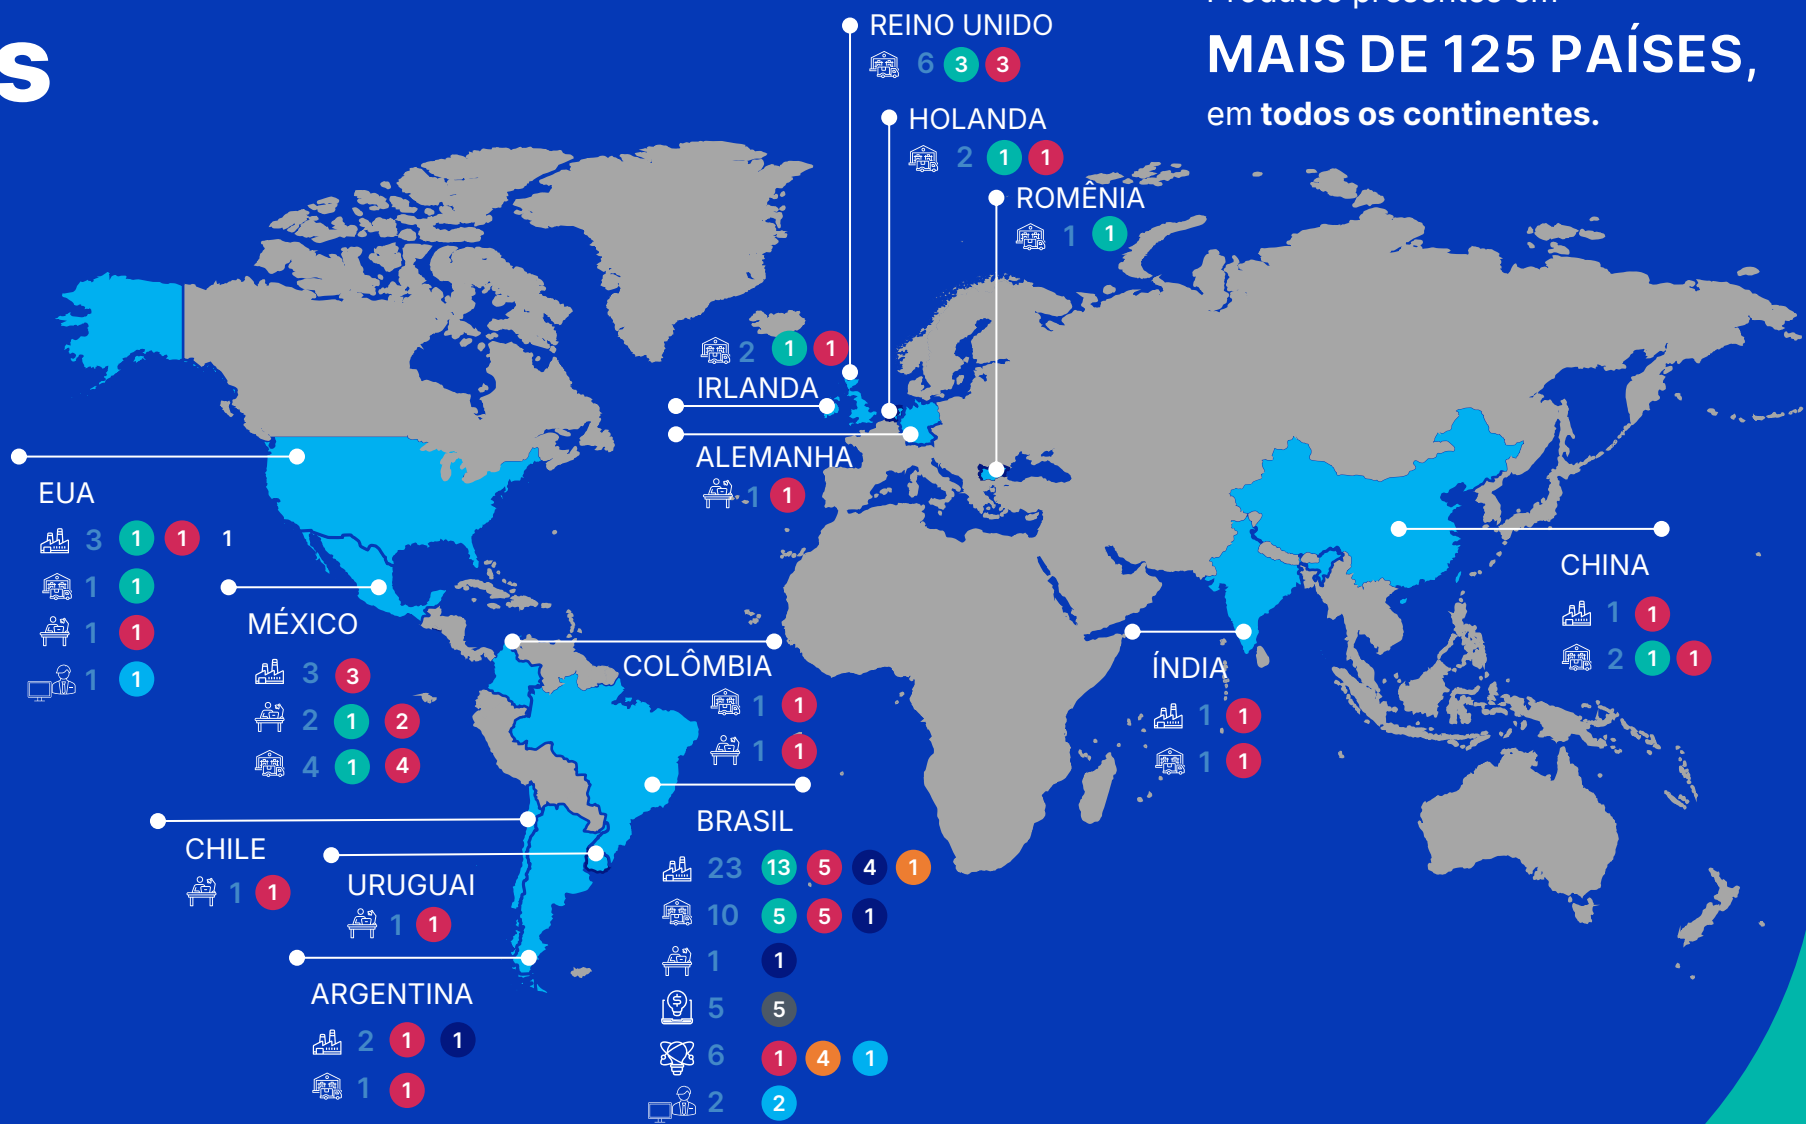 s
MAIS DE 125 PAÍSES,
em todos os continentes.
REINO UNIDO
6 3 3
HOLANDA
2 1 1
ROMÊNIA
1 1
2 1 1
IRLANDA
ALEMANHA
1 1
EUA
3 1 1 1
1 1
1 1
1 1
MÉXICO
3 3
2 1 2
4 1 4
COLÔMBIA
1 1
1 1
CHINA
1 1
2 1 1
ÍNDIA
1 1
1 1
CHILE
1 1
URUGUAI
1 1
ARGENTINA
2 1 1
1 1
BRASIL
23 13 5 4 1
10 5 5 1
1 1
5 5
6 1 4 1
2 2